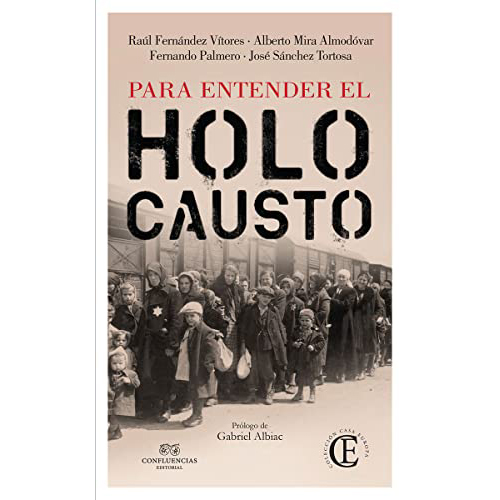 Raúl Fernández Vítores · Alberto Mira Almodóvar
Fernando Palmero · José Sánchez Tortosa
PARA ENTENDER EL
HOLO
CAUSTO
Prólogo de
Gabriel Albiac
CONFLUENCIAS
EDITORIAL
COLECCIÓN CASA EUROPA
CE